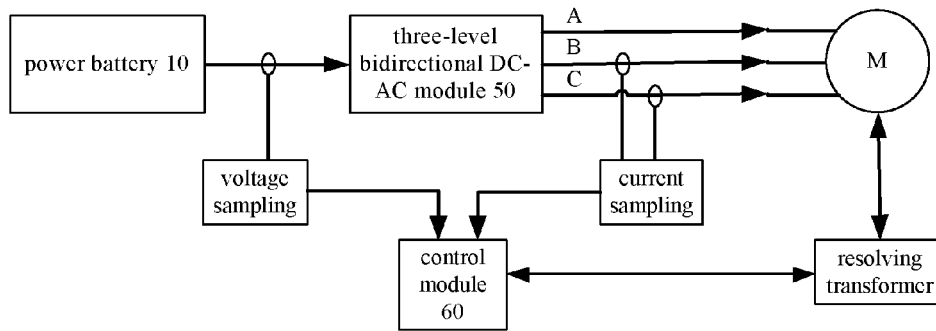 power battery 10
three-level
bidirectional DC-
AC module 50
A
B
C
M
voltage
sampling
current
sampling
control
module
60
resolving
transformer